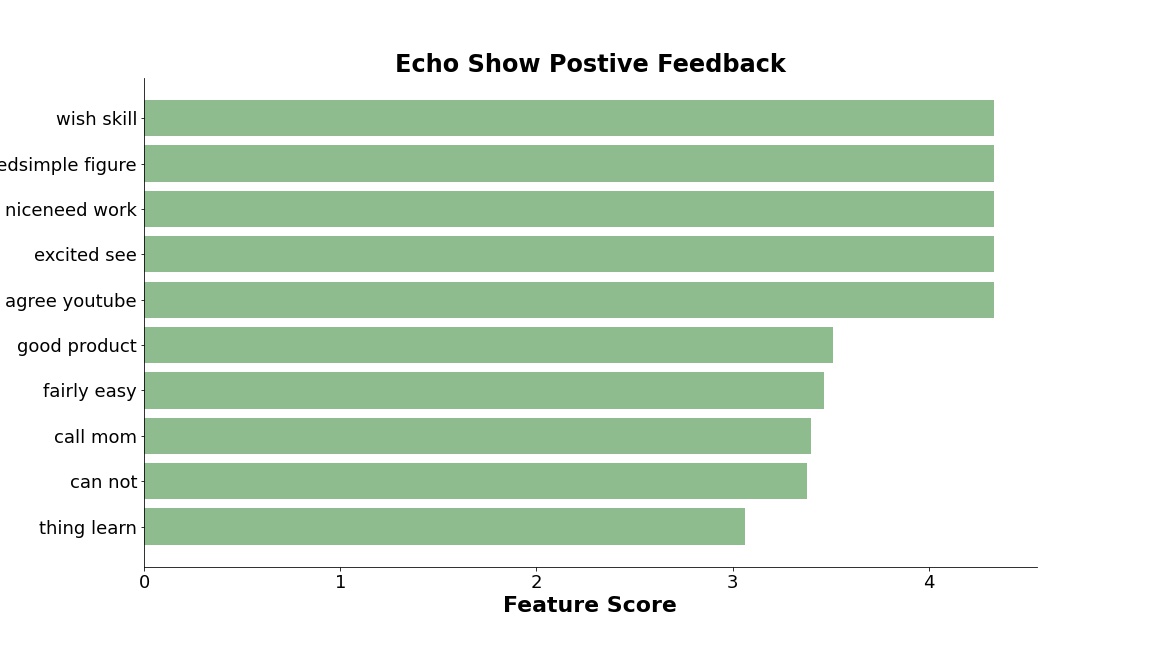 Echo Show Postive Feedback
wish skill
edsimple figure
niceneed work
excited see
agree youtube
good product
fairly easy
call mom
can not
thing learn
0 1 2 3 4
Feature Score